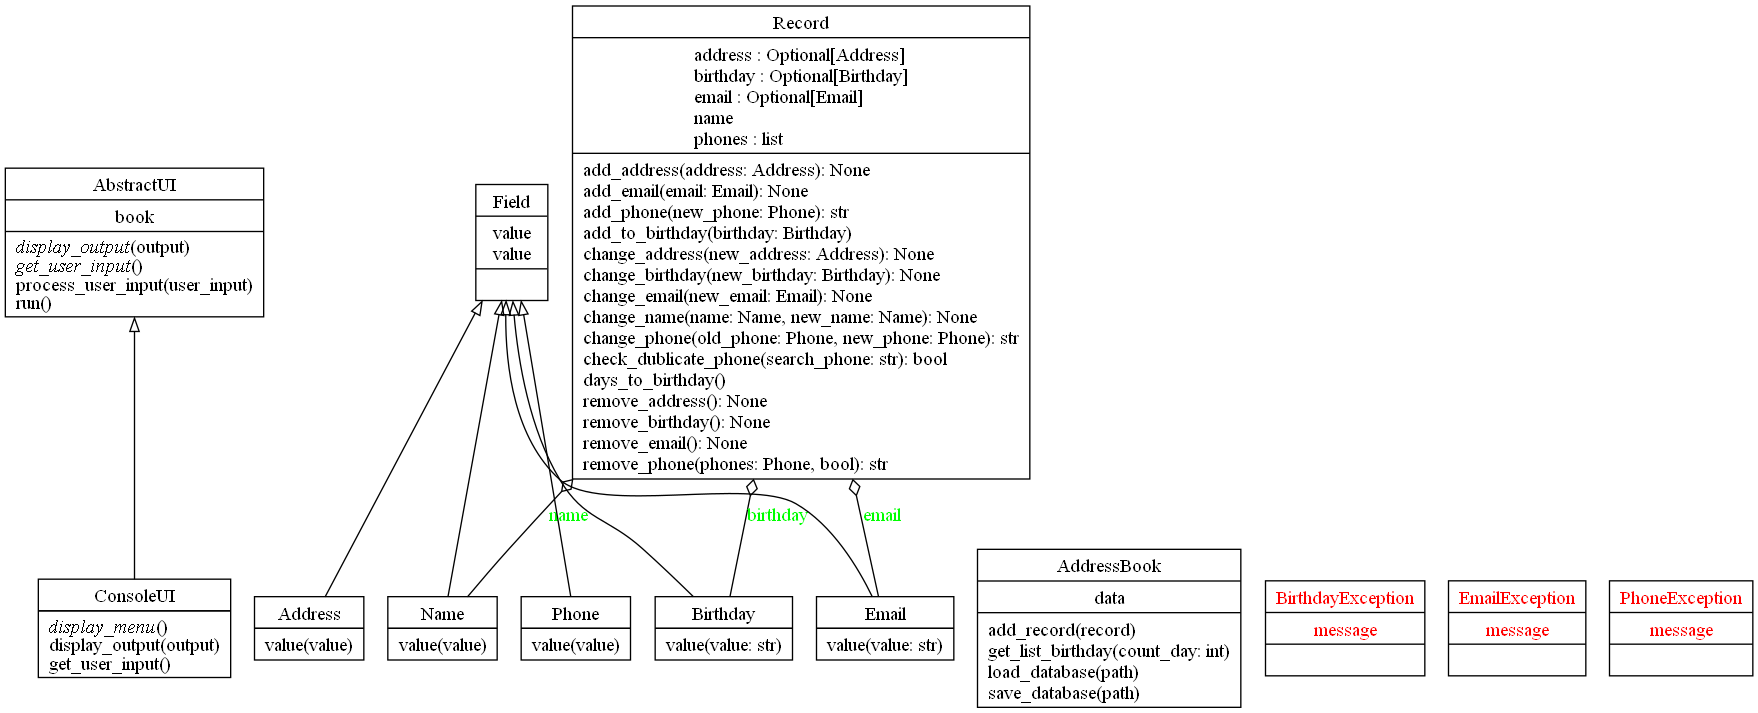 Record
address : Optional[Address]
birthday : Optional[Birthday]
email : Optional[Email]
name
phones : list
add_address(address: Address): None
add_email(email: Email): None
add_phone(new_phone: Phone): str
add_to_birthday(birthday: Birthday)
change_address(new_address: Address): None
change_birthday(new_birthday: Birthday): None
change_email(new_email: Email): None
change_name(name: Name, new_name: Name): None
change_phone(old_phone: Phone, new_phone: Phone): str
check_dublicate_phone(search_phone: str): bool
days_to_birthday()
remove_address(): None
remove_birthday(): None
remove_email(): None
remove_phone(phones: Phone, bool): str
AbstractUI
book
display_output(output)
get_user_input()
process_user_input(user_input)
run()
Field
value
value
name
birthday
email
ConsoleUI
display_menu()
display_output(output)
get_user_input()
Address
value(value)
Name
value(value)
Phone
value(value)
Birthday
value(value: str)
Email
value(value: str)
AddressBook
data
add_record(record)
get_list_birthday(count_day: int)
load_database(path)
save_database(path)
BirthdayException
message
EmailException
message
PhoneException
message